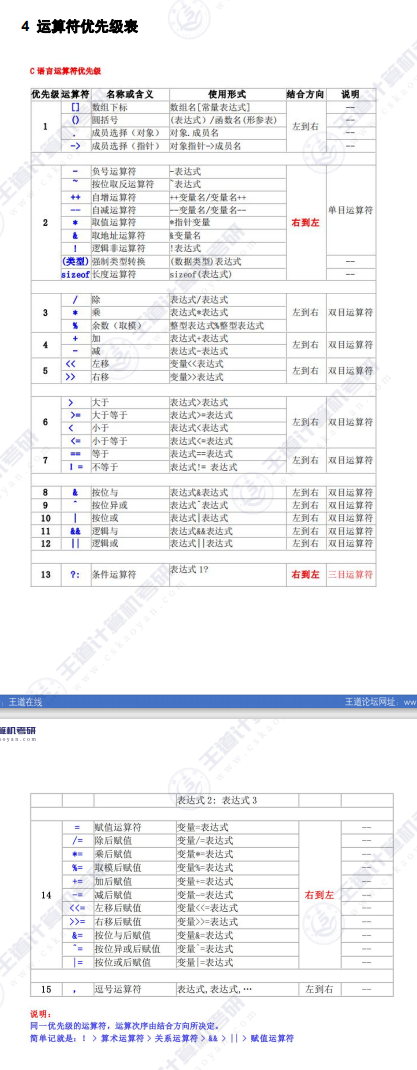 4 运算符优先级表
C 语言运算符优先级
优先级 运算符 名称或含义 使用形式 结合方向 说明
1 [] 数组下标 数组名[常量表达式] 左到右 --
() 圆括号 (表达式)/函数名(形参表) --
. 成员选择（对象） 对象.成员名 --
-> 成员选择（指针） 对象指针->成员名 --
2 - 负号运算符 -表达式 右到左 单目运算符
~ 按位取反运算符 ~表达式
++ 自增运算符 ++变量名/变量名++
-- 自减运算符 --变量名/变量名--
* 取值运算符 *指针变量
& 取地址运算符 &变量名
! 逻辑非运算符 !表达式
(类型) 强制类型转换 (数据类型)表达式 --
sizeof 长度运算符 sizeof(表达式) --
3 / 除 表达式/表达式 左到右 双目运算符
* 乘 表达式*表达式
% 余数（取模） 整型表达式%整型表达式
4 + 加 表达式+表达式 左到右 双目运算符
- 减 表达式-表达式
5 << 左移 变量<<表达式 左到右 双目运算符
>> 右移 变量>>表达式
6 > 大于 表达式>表达式 左到右 双目运算符
>= 大于等于 表达式>=表达式
< 小于 表达式<表达式
<= 小于等于 表达式<=表达式
7 == 等于 表达式==表达式 左到右 双目运算符
! = 不等于 表达式!= 表达式
8 & 按位与 表达式&表达式 左到右 双目运算符
9 ^ 按位异或 表达式^表达式 左到右 双目运算符
10 | 按位或 表达式|表达式 左到右 双目运算符
11 && 逻辑与 表达式&&表达式 左到右 双目运算符
12 || 逻辑或 表达式||表达式 左到右 双目运算符
13 ?: 条件运算符 表达式 1? 右到左 三目运算符
：王道在线 王道论坛网址：ww
算机考研
oyan.com
表达式 2: 表达式 3
14 = 赋值运算符 变量=表达式 右到左 --
/= 除后赋值 变量/=表达式 --
*= 乘后赋值 变量*=表达式 --
%= 取模后赋值 变量%=表达式 --
+= 加后赋值 变量+=表达式 --
-= 减后赋值 变量-=表达式 --
<<= 左移后赋值 变量<<=表达式 --
>>= 右移后赋值 变量>>=表达式 --
&= 按位与后赋值 变量&=表达式 --
^= 按位异或后赋值 变量^=表达式 --
|= 按位或后赋值 变量|=表达式 --
15 , 逗号运算符 表达式,表达式,… 左到右 --
说明：
同一优先级的运算符，运算次序由结合方向所决定。
简单记就是：! > 算术运算符 > 关系运算符 > && > || > 赋值运算符